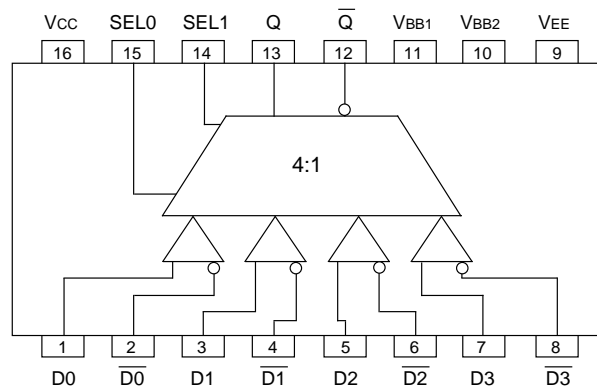 VCC SEL0 SEL1 Q Q̅ VBB1 VBB2 VEE
16 15 14 13 12 11 10 9
4:1
1 2 3 4 5 6 7 8
D0 D̅0̅ D1 D̅1̅ D2 D̅2̅ D3 D̅3̅